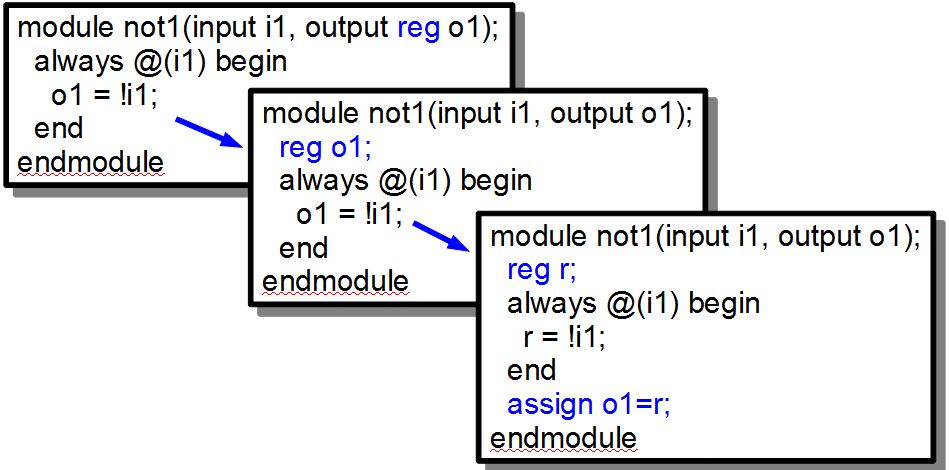 module not1(input i1, output reg o1);
always @(i1) begin
o1 = !i1;
end
endmodule
module not1(input i1, output o1);
reg o1;
always @(i1) begin
o1 = !i1;
end
endmodule
module not1(input i1, output o1);
reg r;
always @(i1) begin
r = !i1;
end
assign o1=r;
endmodule